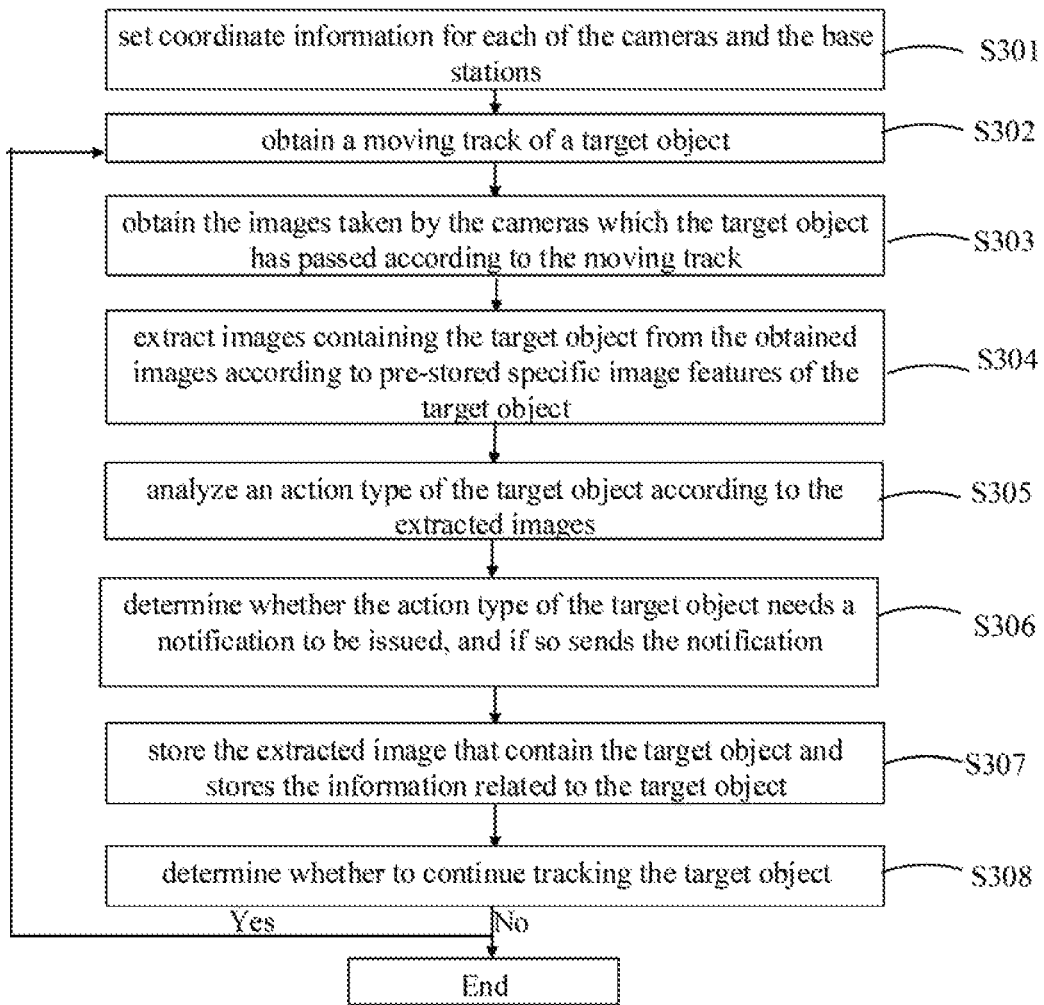 set coordinate information for each of the cameras and the base
stations
S301
obtain a moving track of a target object
S302
obtain the images taken by the cameras which the target object
has passed according to the moving track
S303
extract images containing the target object from the obtained
images according to pre-stored specific image features of the
target object
S304
analyze an action type of the target object according to the
extracted images
S305
determine whether the action type of the target object needs a
notification to be issued, and if so sends the notification
S306
store the extracted image that contain the target object and
stores the information related to the target object
S307
determine whether to continue tracking the target object
S308
Yes
No
End